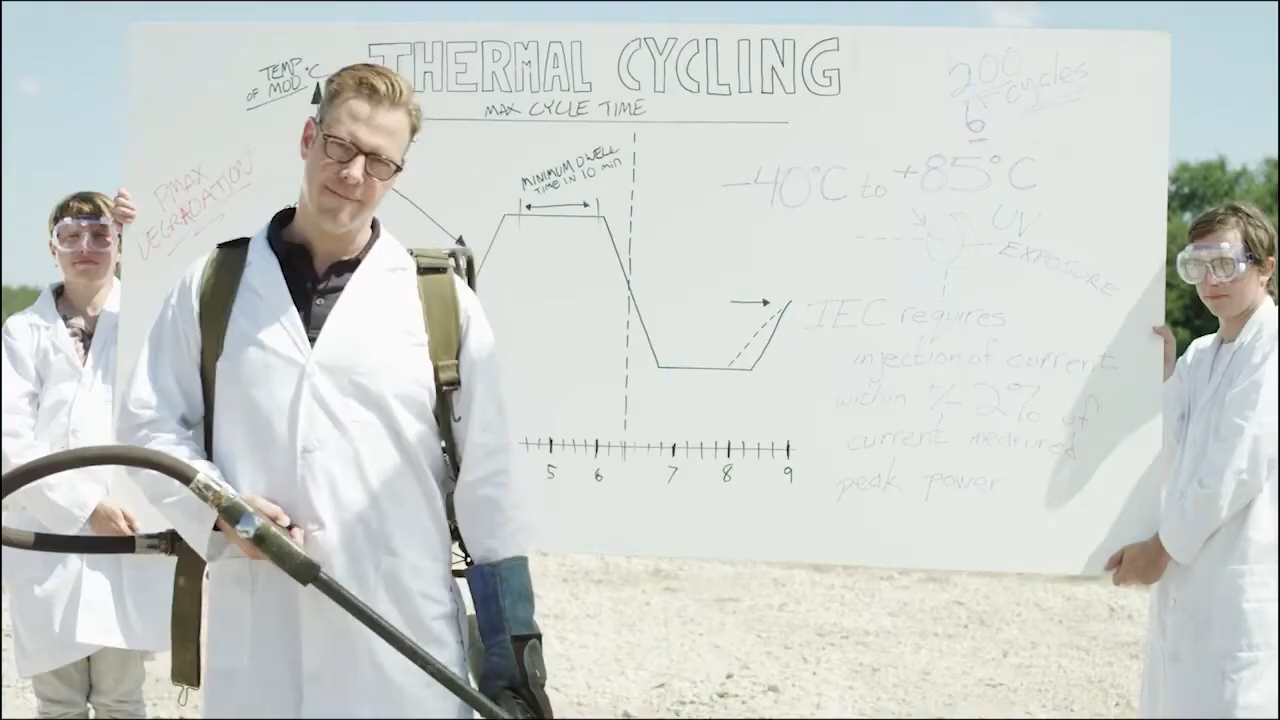 THERMAL CYCLING
MAX CYCLE TIME
TEMP
OF MOD °C
PMAX
DEGRADATION
MINIMUM DWELL
TIME IN 10 min
200
cycles
6
-40°C to +85°C
UV
EXPOSURE
IEC requires
injection of current
within +/- 2% of
current measured
peak power
5 6 7 8 9